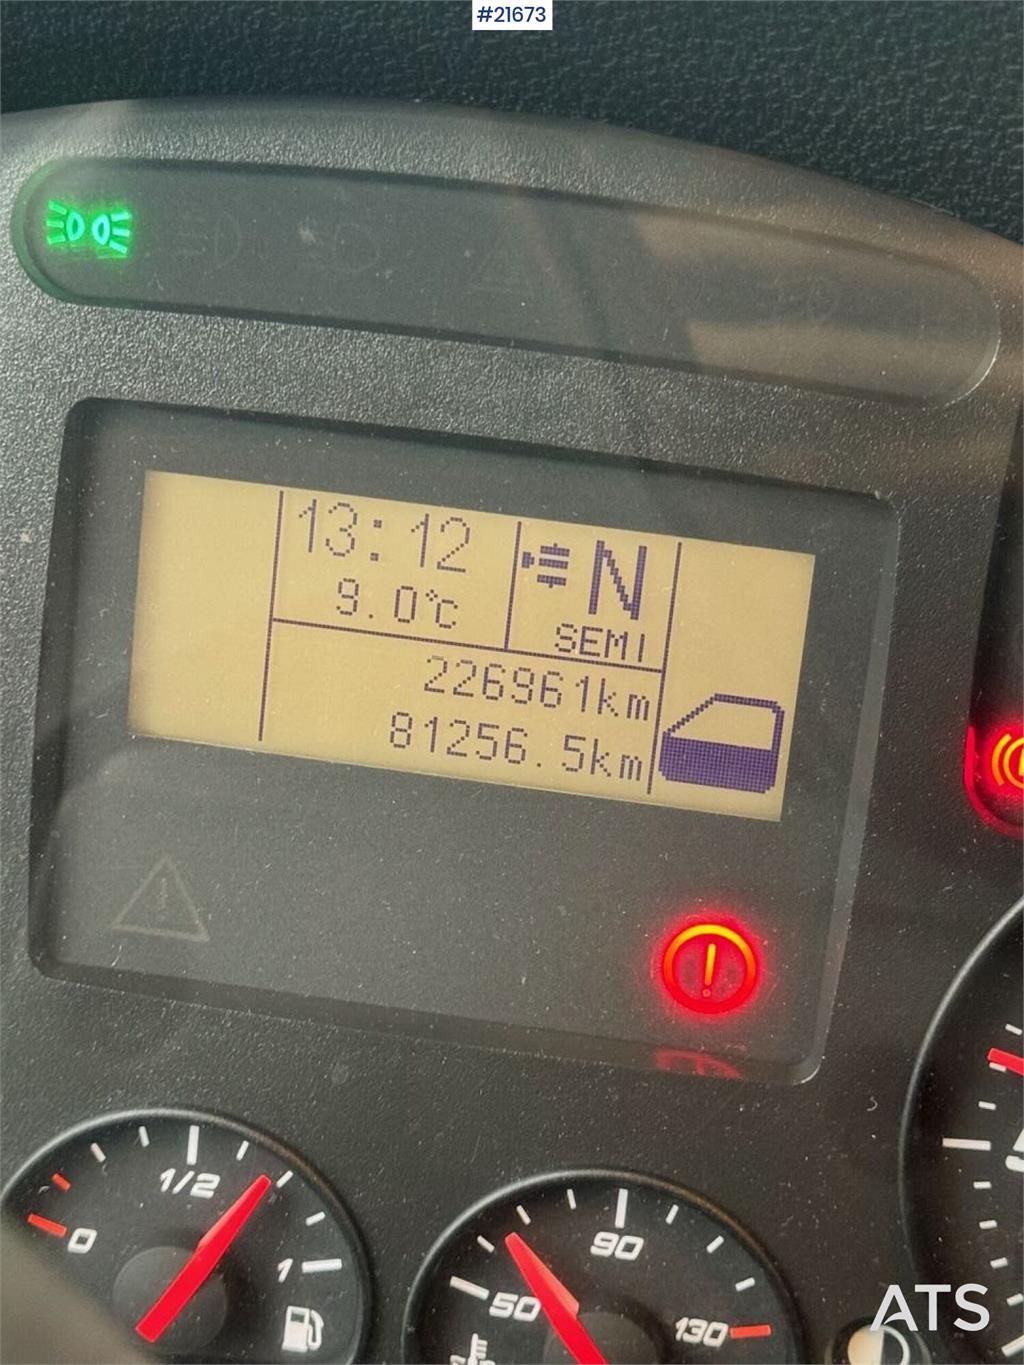 #21673
13:12
9.0°C
N
SEMI
226961km
81256.5km
0
1/2
1
50
90
130
ATS